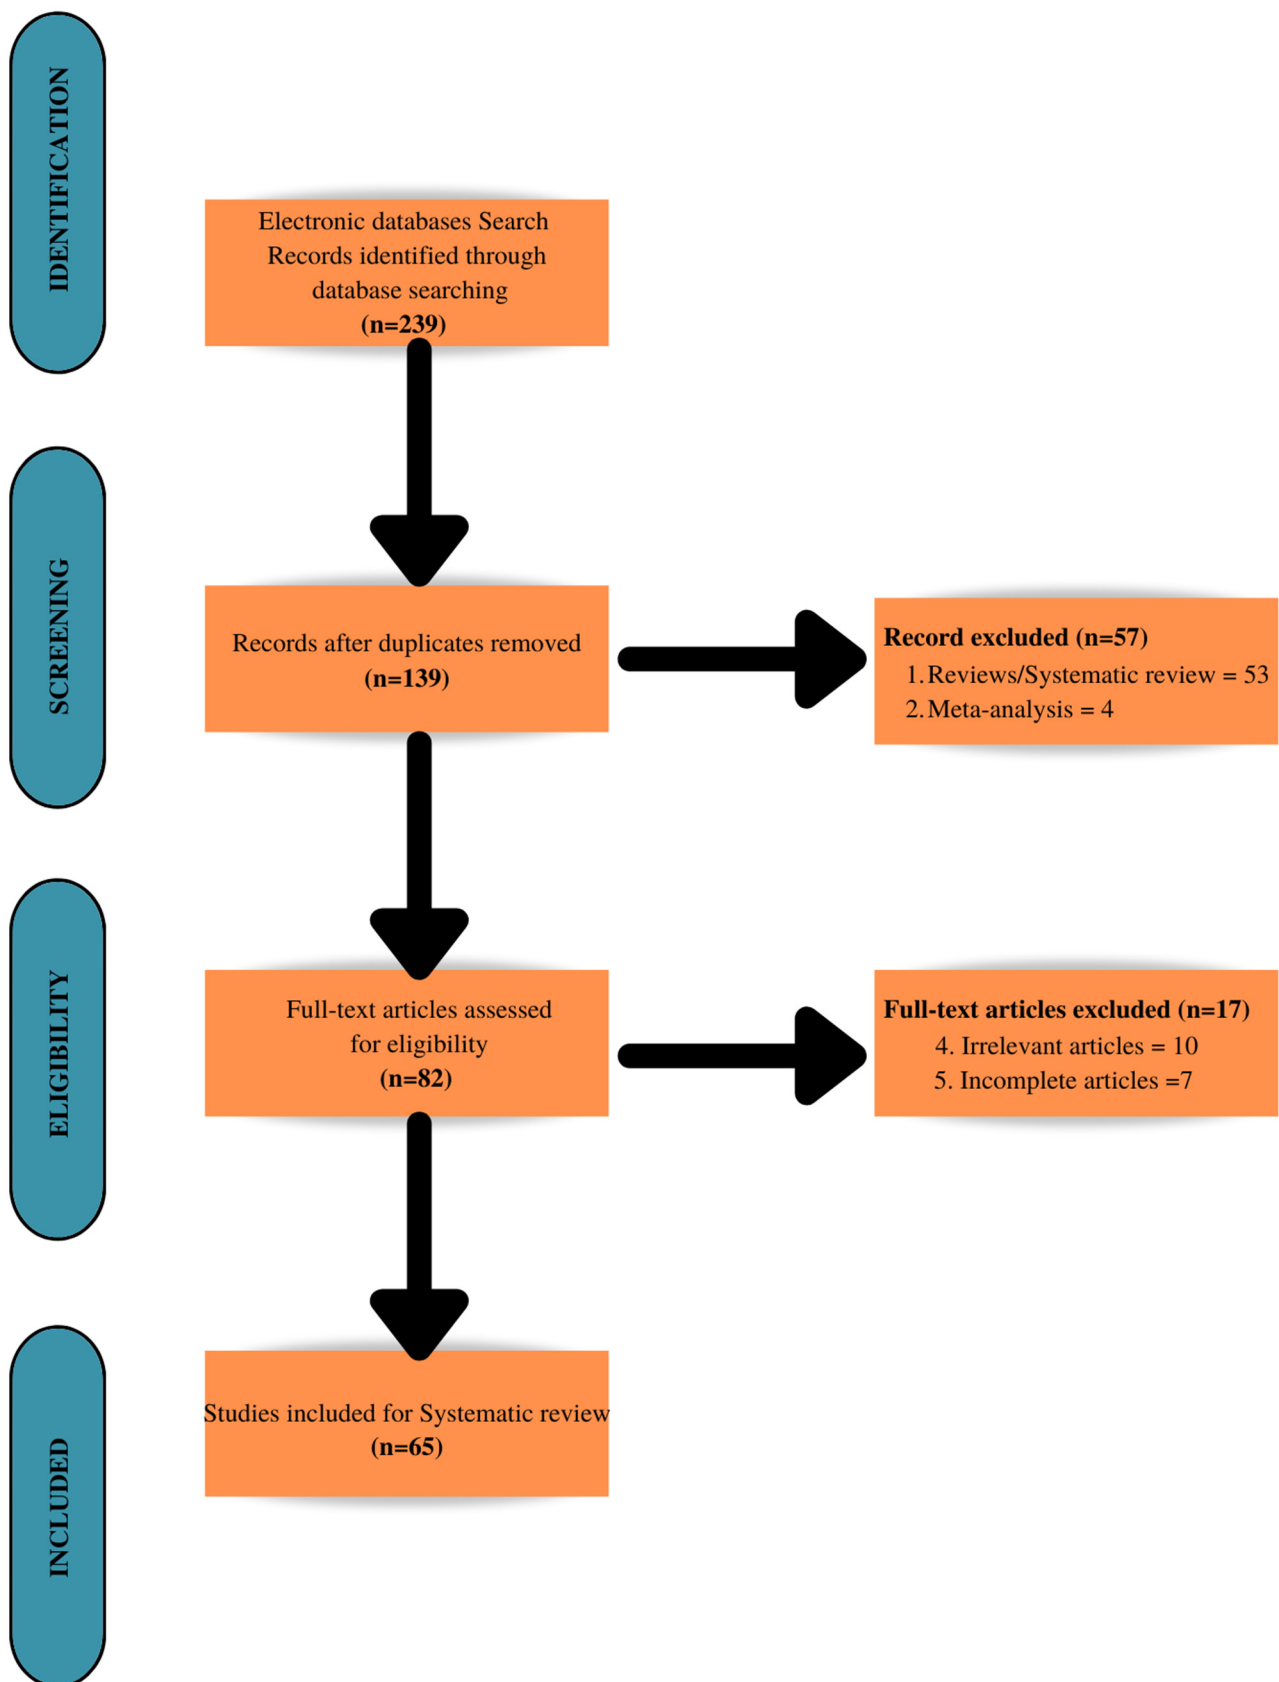 IDENTIFICATION
Electronic databases Search
Records identified through
database searching
(n=239)
SCREENING
Records after duplicates removed
(n=139)
Record excluded (n=57)
1. Reviews/Systematic review = 53
2. Meta-analysis = 4
ELIGIBILITY
Full-text articles assessed
for eligibility
(n=82)
Full-text articles excluded (n=17)
4. Irrelevant articles = 10
5. Incomplete articles =7
INCLUDED
Studies included for Systematic review
(n=65)